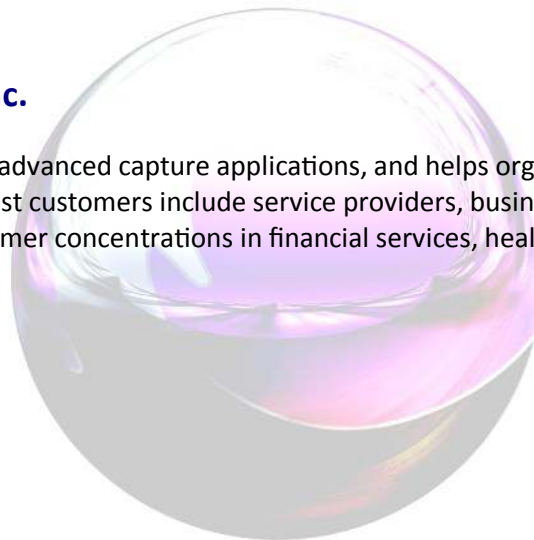 c.
advanced capture applications, and helps org
st customers include service providers, busin
mer concentrations in financial services, heal